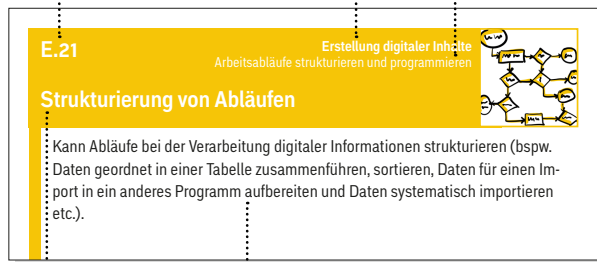 E.21
Erstellung digitaler Inhalte
Arbeitsabläufe strukturieren und programmieren
Strukturierung von Abläufen
Kann Abläufe bei der Verarbeitung digitaler Informationen strukturieren (bspw.
Daten geordnet in einer Tabelle zusammenführen, sortieren, Daten für einen Im-
port in ein anderes Programm aufbereiten und Daten systematisch importieren
etc.).